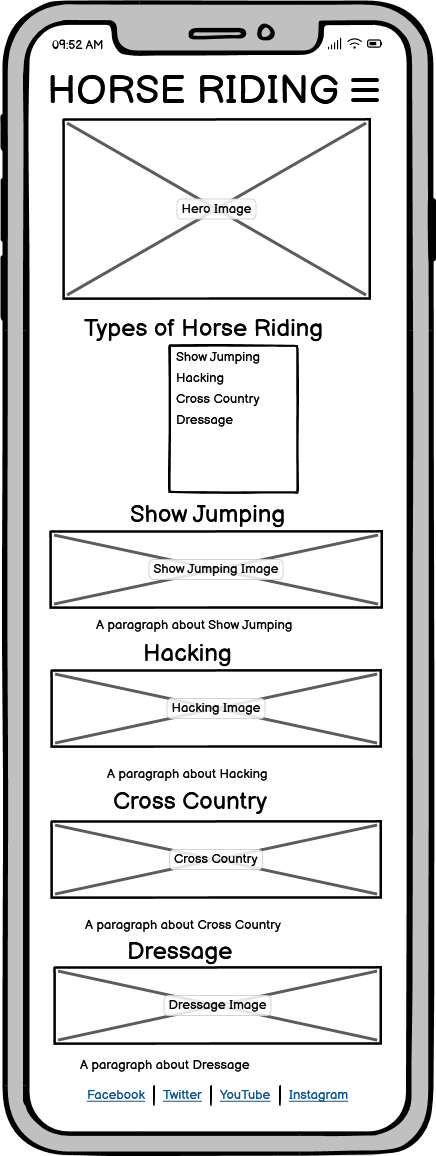 09:52 AM
HORSE RIDING
Hero Image
Types of Horse Riding
Show Jumping
Hacking
Cross Country
Dressage
Show Jumping
Show Jumping Image
A paragraph about Show Jumping
Hacking
Hacking Image
A paragraph about Hacking
Cross Country
Cross Country
A paragraph about Cross Country
Dressage
Dressage Image
A paragraph about Dressage
Facebook | Twitter | YouTube | Instagram